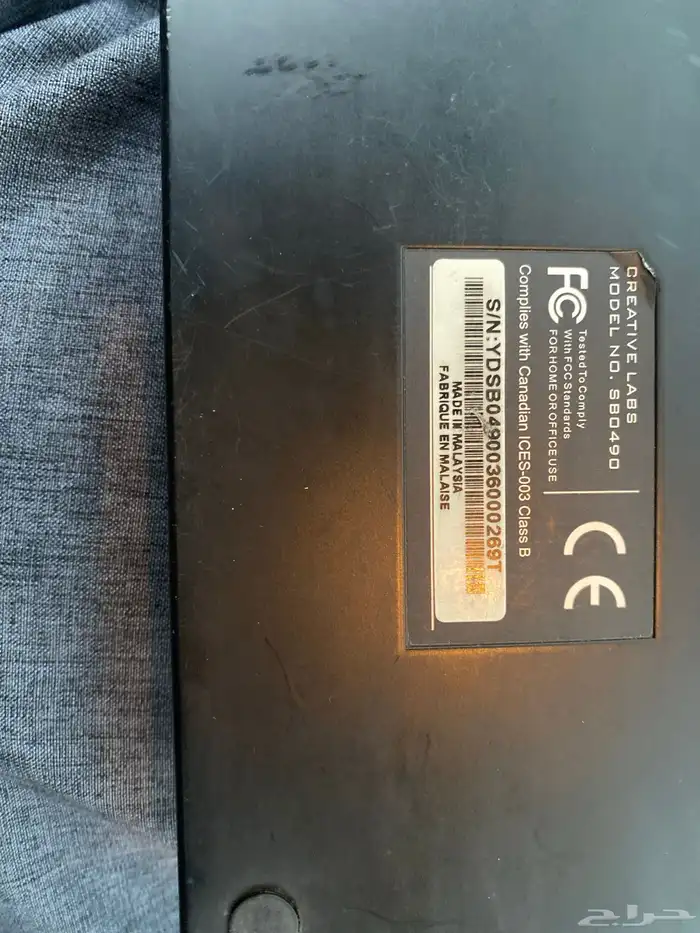 CREATIVE LABS
MODEL NO. SB0490
FC
Tested To Comply
With FCC Standards
FOR HOME OR OFFICE USE
CE
Complies with Canadian ICES-003 Class B
S/N:YDSB0490036000269T
MADE IN MALAYSIA
FABRIQUE EN MALAISE
حراج